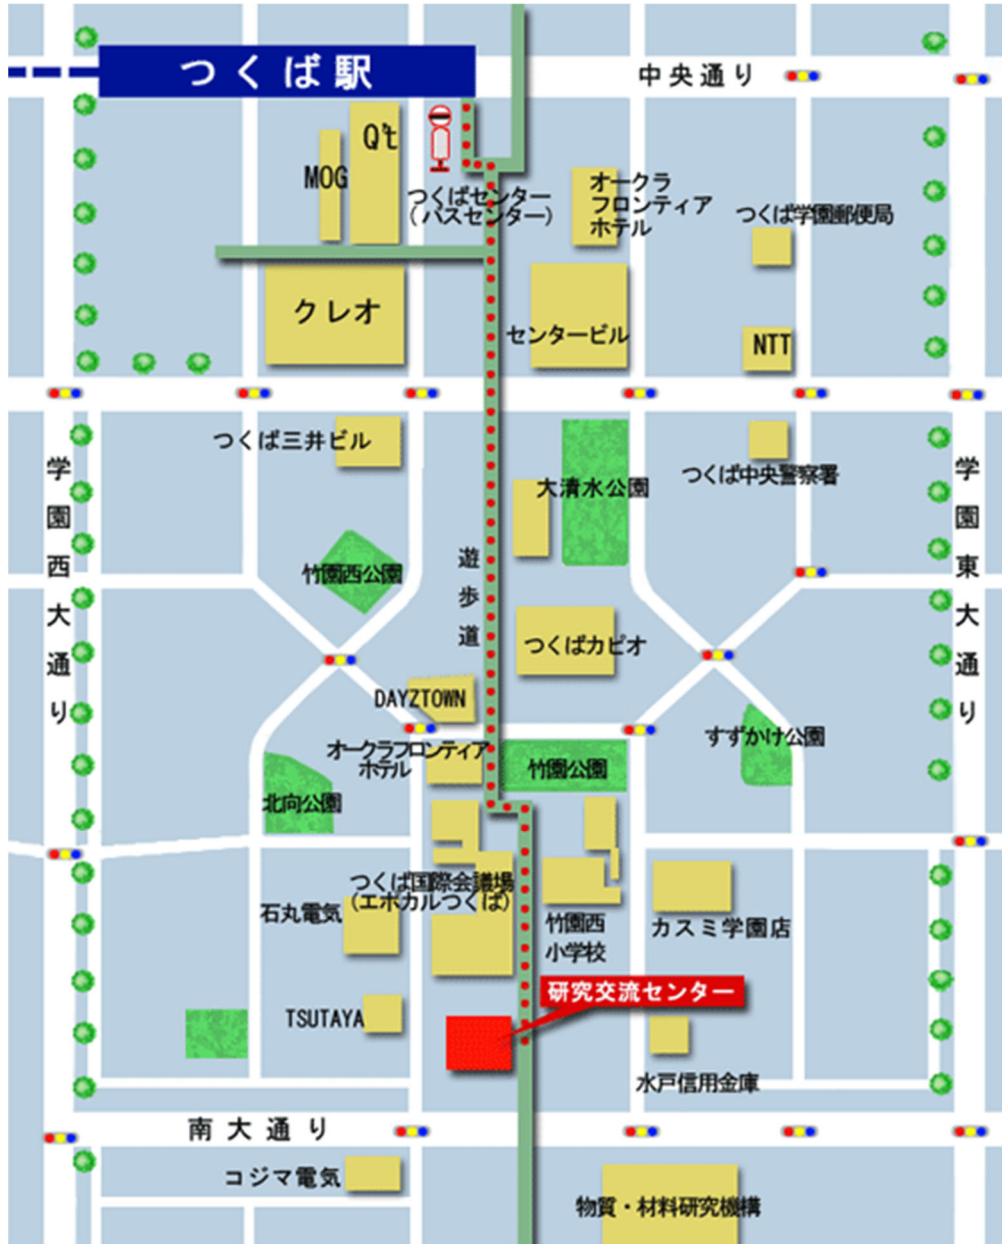 つくば駅
中央通り
Q't
MOG
つくばセンター
(バスセンター)
オークラ
フロンティア
ホテル
つくば学園郵便局
クレオ
センタービル
NTT
つくば三井ビル
大清水公園
つくば中央警察署
学園西大通り
学園東大通り
竹園西公園
遊歩道
つくばカピオ
DAYZTOWN
オークラフロンティア
ホテル
竹園公園
すずかけ公園
北向公園
つくば国際会議場
(エポカルつくば)
石丸電気
竹園西
小学校
カスミ学園店
研究交流センター
TSUTAYA
水戸信用金庫
南大通り
コジマ電気
物質・材料研究機構